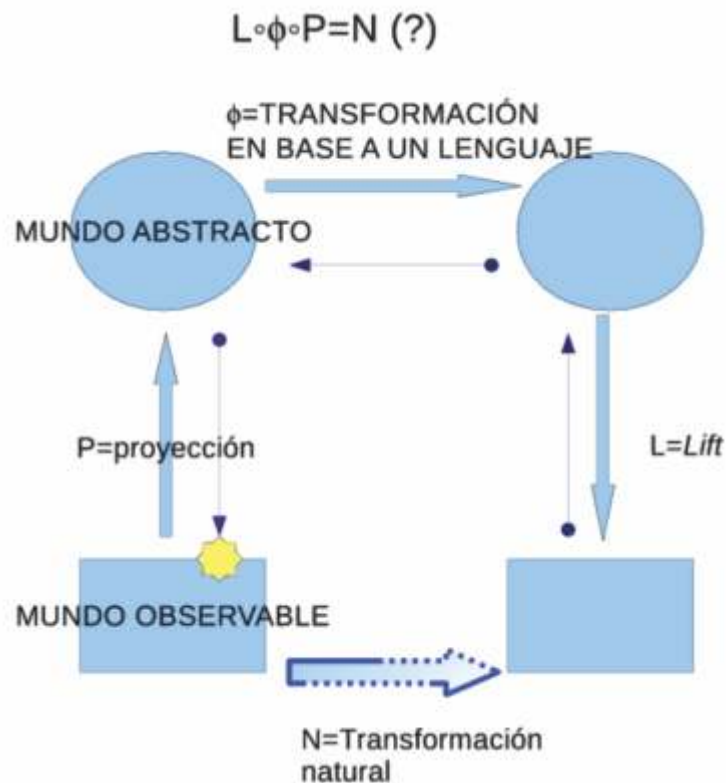 L∘ϕ∘P=N (?)
ϕ=TRANSFORMACIÓN
EN BASE A UN LENGUAJE
MUNDO ABSTRACTO
P=proyección
L=Lift
MUNDO OBSERVABLE
N=Transformación
natural